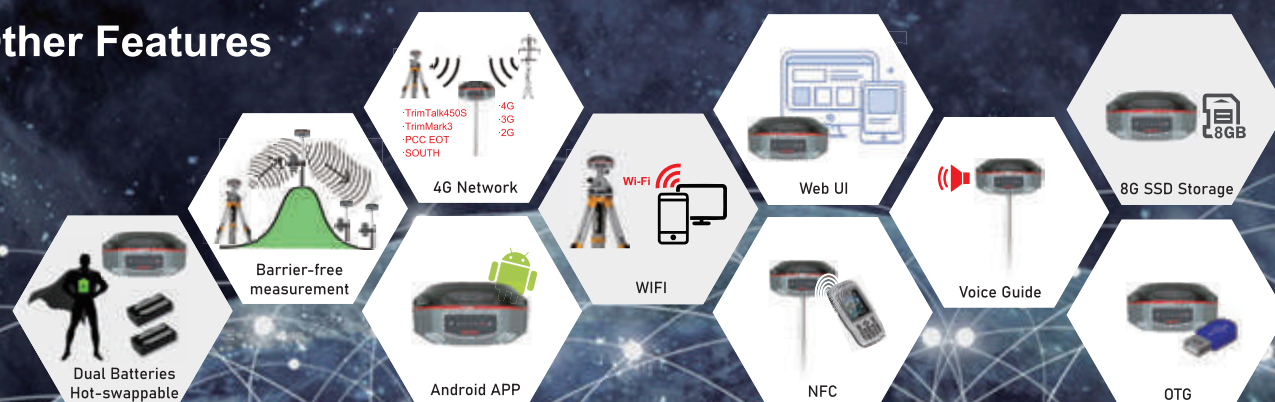 ther Features
·TrimTalk450S
·TrimMark3
·PCC EOT
·SOUTH
·4G
·3G
·2G
4G Network
Web UI
8GB
8G SSD Storage
Barrier-free
measurement
Wi-Fi
WIFI
Voice Guide
Dual Batteries
Hot-swappable
Android APP
NFC
OTG